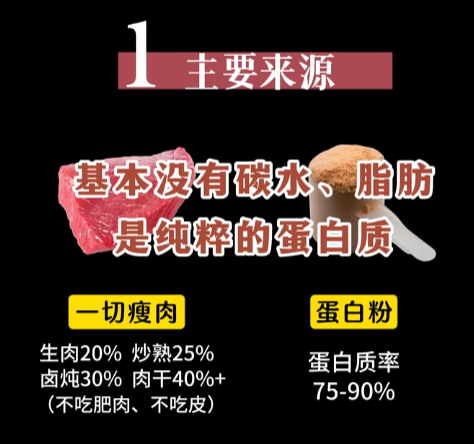 1 主要来源
基本没有碳水、脂肪
是纯粹的蛋白质
一切瘦肉
生肉20% 炒熟25%
卤炖30% 肉干40%+
（不吃肥肉、不吃皮）
蛋白粉
蛋白质率
75-90%